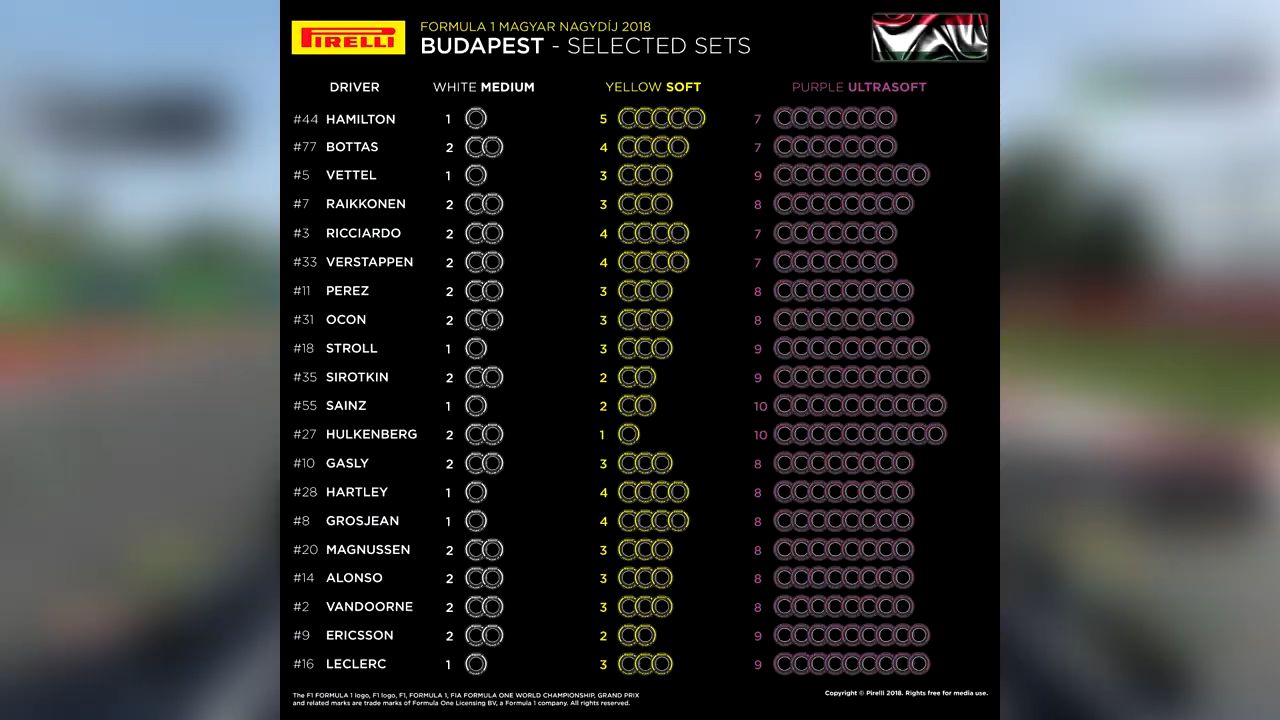 PIRELLI
FORMULA 1 MAGYAR NAGYDÍJ 2018
BUDAPEST - SELECTED SETS
DRIVER WHITE MEDIUM YELLOW SOFT PURPLE ULTRASOFT
#44 HAMILTON 1 5 7
#77 BOTTAS 2 4 7
#5 VETTEL 1 3 9
#7 RAIKKONEN 2 3 8
#3 RICCIARDO 2 4 7
#33 VERSTAPPEN 2 4 7
#11 PEREZ 2 3 8
#31 OCON 2 3 8
#18 STROLL 1 3 9
#35 SIROTKIN 2 2 9
#55 SAINZ 1 2 10
#27 HULKENBERG 2 1 10
#10 GASLY 2 3 8
#28 HARTLEY 1 4 8
#8 GROSJEAN 1 4 8
#20 MAGNUSSEN 2 3 8
#14 ALONSO 2 3 8
#2 VANDOORNE 2 3 8
#9 ERICSSON 2 2 9
#16 LECLERC 1 3 9
The F1 FORMULA 1 logo, F1 logo, F1, FORMULA 1, FIA FORMULA ONE WORLD CHAMPIONSHIP, GRAND PRIX
and related marks are trade marks of Formula One Licensing BV, a Formula 1 company. All rights reserved.
Copyright © Pirelli 2018. Rights free for media use.